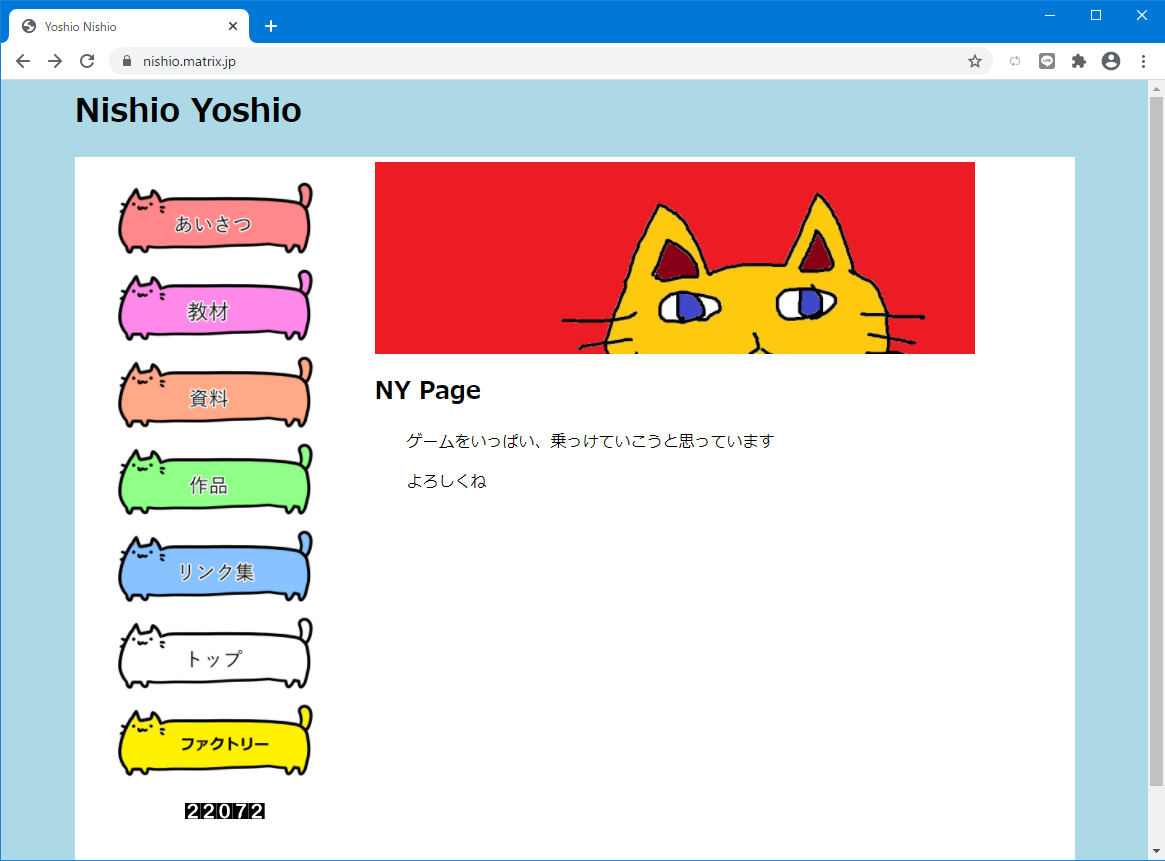 Yoshio Nishio
nishio.matrix.jp
Nishio Yoshio
あいさつ
教材
資料
作品
リンク集
トップ
ファクトリー
22072
NY Page
ゲームをいっぱい、乗っけていこうと思っています
よろしくね